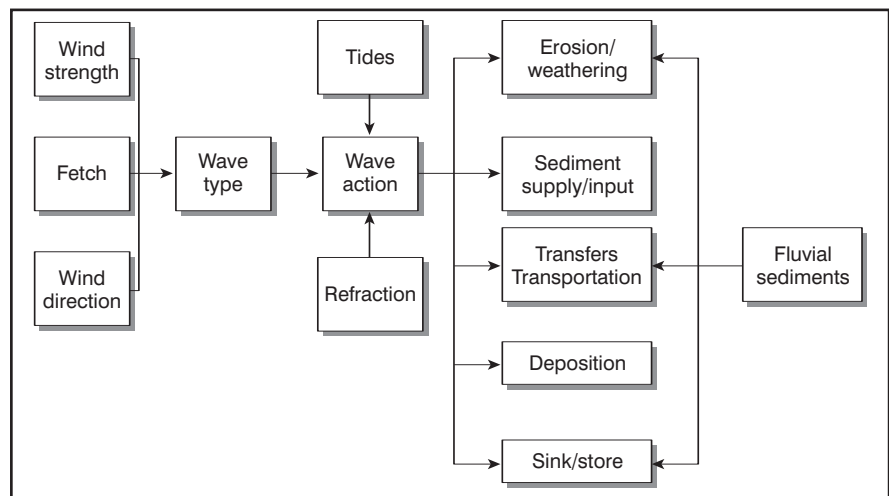 Wind
strength
Fetch
Wind
direction
Wave
type
Tides
Wave
action
Refraction
Erosion/
weathering
Sediment
supply/input
Transfers
Transportation
Deposition
Sink/store
Fluvial
sediments